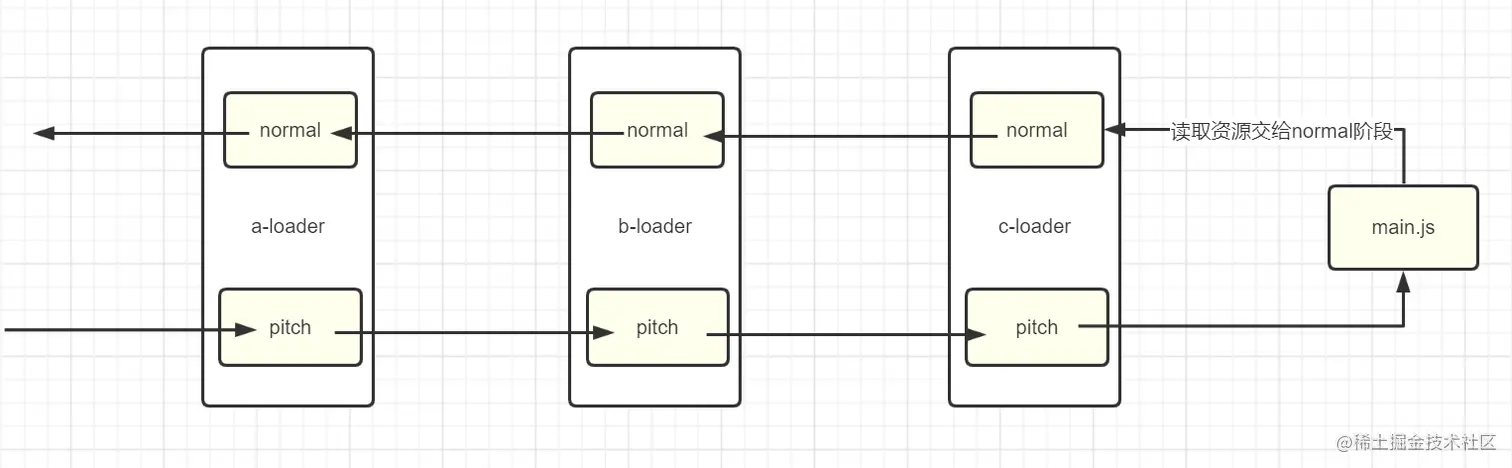 normal
normal
normal
读取资源交给normal阶段
a-loader
b-loader
c-loader
main.js
pitch
pitch
pitch
@稀土掘金技术社区